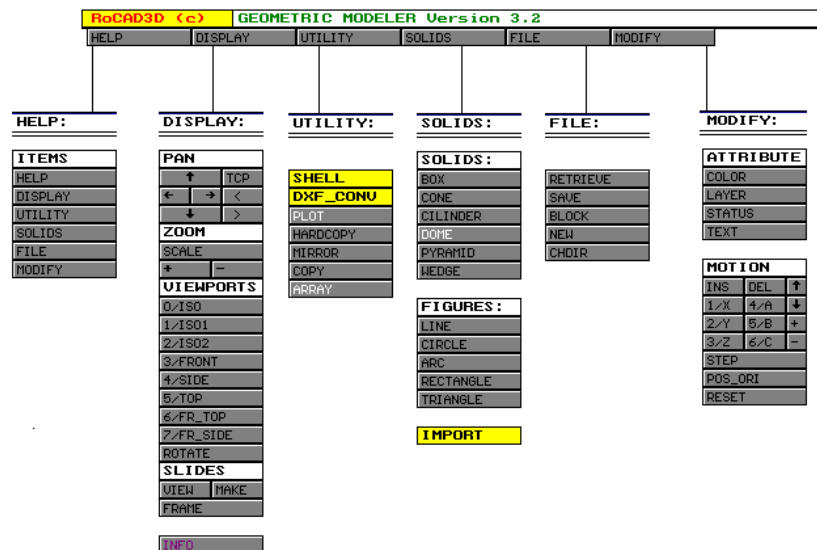 RoCAD3D (c) GEOMETRIC MODELER Version 3.2
HELP DISPLAY UTILITY SOLIDS FILE MODIFY
HELP:
ITEMS
HELP
DISPLAY
UTILITY
SOLIDS
FILE
MODIFY
DISPLAY:
PAN
↑ TCP
← → <
↓ >
ZOOM
SCALE
+ −
VIEWPORTS
0/ISO
1/ISO1
2/ISO2
3/FRONT
4/SIDE
5/TOP
6/FR_TOP
7/FR_SIDE
ROTATE
SLIDES
VIEW MAKE
FRAME
INFO
UTILITY:
SHELL
DXF_CONV
PLOT
HARDCOPY
MIRROR
COPY
ARRAY
SOLIDS:
SOLIDS:
BOX
CONE
CILINDER
DOME
PYRAMID
WEDGE
FIGURES:
LINE
CIRCLE
ARC
RECTANGLE
TRIANGLE
IMPORT
FILE:
RETRIEVE
SAVE
BLOCK
NEW
CHDIR
MODIFY:
ATTRIBUTE
COLOR
LAYER
STATUS
TEXT
MOTION
INS DEL ↑
1/X 4/A ↓
2/Y 5/B +
3/Z 6/C −
STEP
POS_ORI
RESET